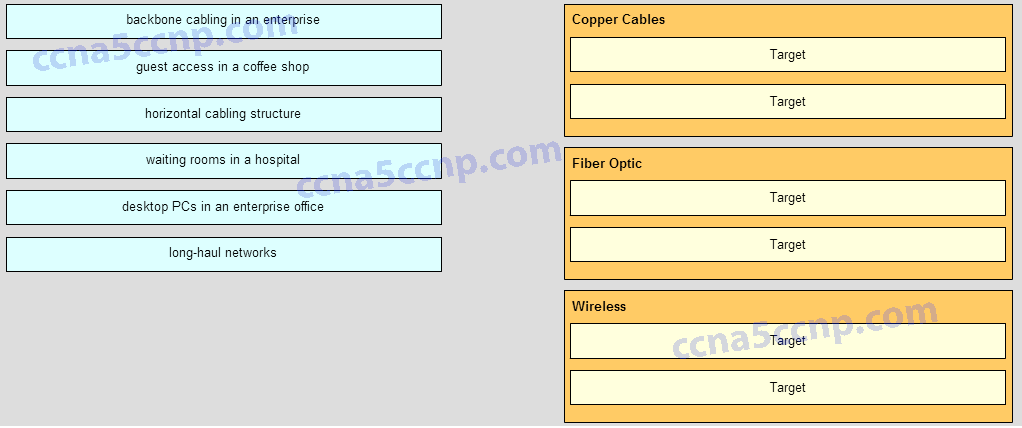 backbone cabling in an enterprise
guest access in a coffee shop
horizontal cabling structure
waiting rooms in a hospital
desktop PCs in an enterprise office
long-haul networks
Copper Cables
Target
Target
Fiber Optic
Target
Target
Wireless
Target
Target
ccna5ccnp.com
ccna5ccnp.com
ccna5ccnp.com